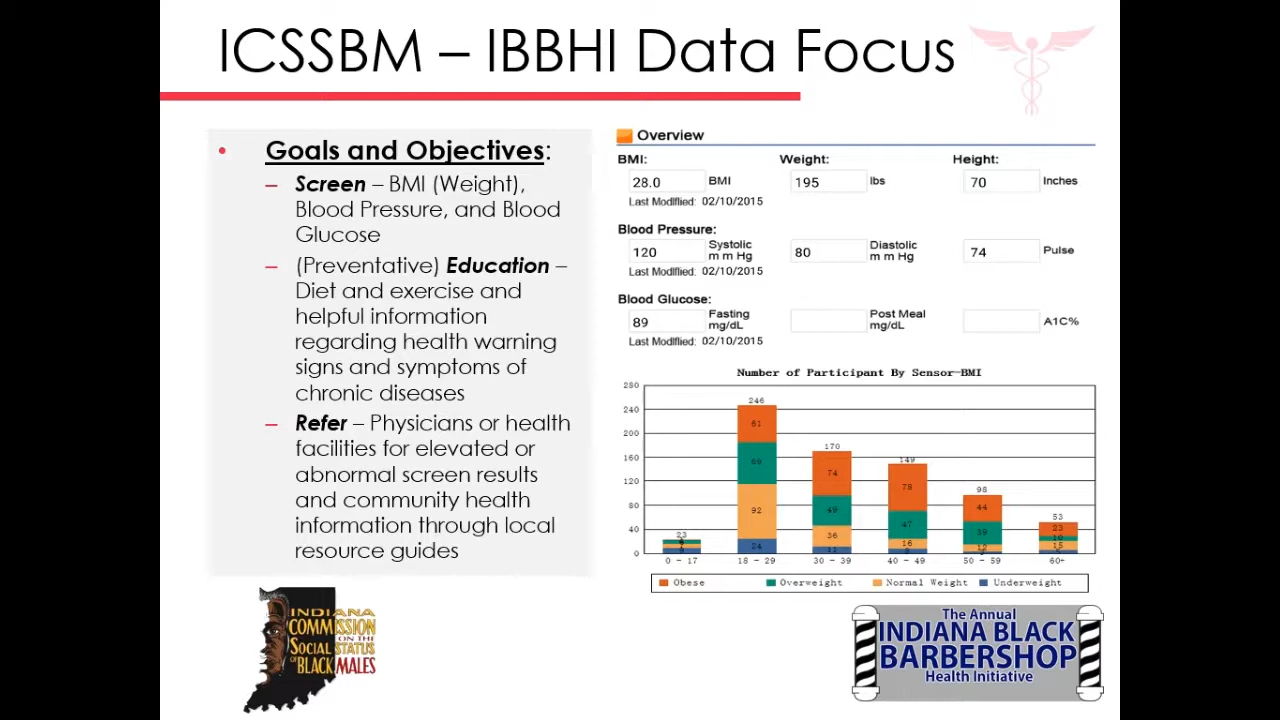 ICSSBM – IBBHI Data Focus
• Goals and Objectives:
– Screen – BMI (Weight),
Blood Pressure, and Blood
Glucose
– (Preventative) Education –
Diet and exercise and
helpful information
regarding health warning
signs and symptoms of
chronic diseases
– Refer – Physicians or health
facilities for elevated or
abnormal screen results
and community health
information through local
resource guides
Overview
BMI: Weight: Height:
28.0 BMI 195 lbs 70 Inches
Last Modified: 02/10/2015
Blood Pressure:
120 Systolic m m Hg 80 Diastolic m m Hg 74 Pulse
Last Modified: 02/10/2015
Blood Glucose:
89 Fasting mg/dL Post Meal mg/dL A1C%
Last Modified: 02/10/2015
Number of Participant By Sensor-BMI
280
240
200
160
120
80
40
0
23
246
61
92
24
170
74
49
36
11
149
78
47
16
98
44
39
53
23
15
0 - 17 18 - 29 30 - 39 40 - 49 50 - 59 60+
Obese Overweight Normal Weight Underweight
INDIANA
COMMISSION
ON THE
SOCIAL STATUS
OF BLACK MALES
The Annual
INDIANA BLACK
BARBERSHOP
Health Initiative